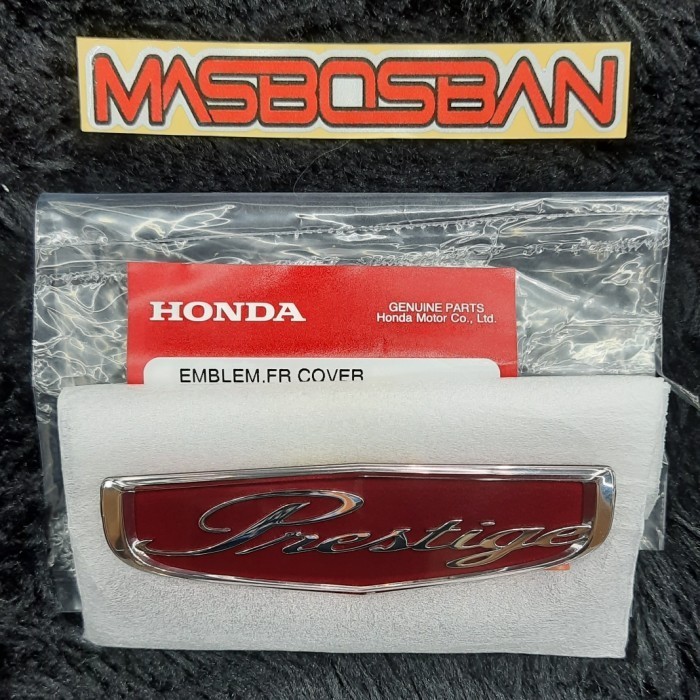 MASBOSBAN
HONDA
GENUINE PARTS
Honda Motor Co., Ltd.
EMBLEM,FR COVER
Prestige